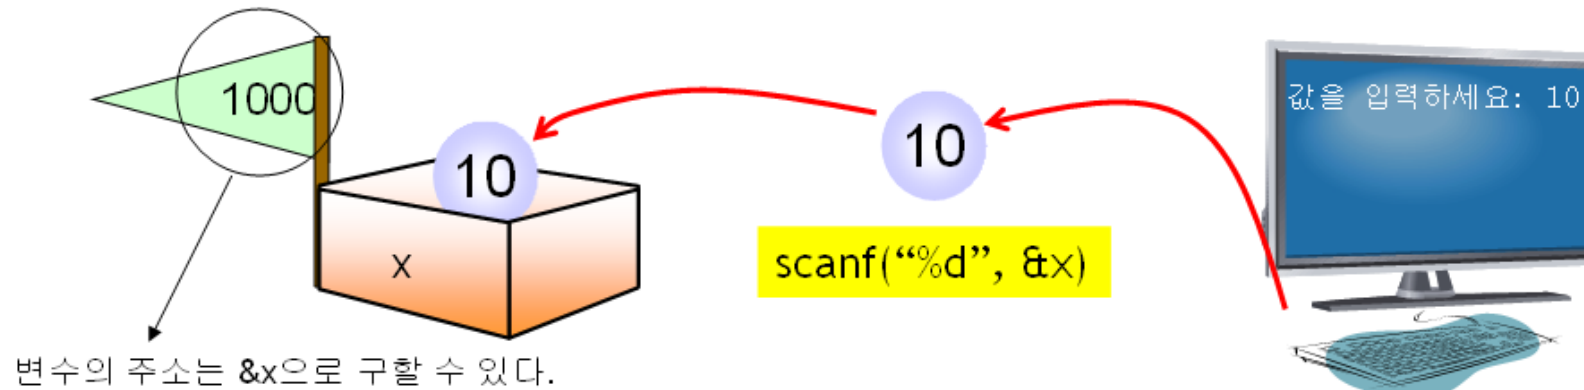 1000
10
x
10
scanf(“%d”, &x)
값을 입력하세요: 10
변수의 주소는 &x으로 구할 수 있다.